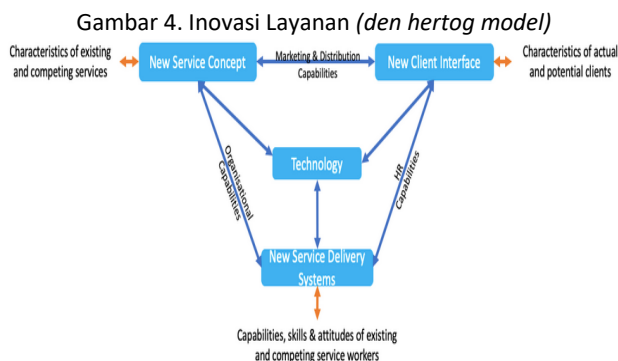 Gambar 4. Inovasi Layanan (den hertog model)
Characteristics of existing
and competing services
New Service Concept
Marketing & Distribution
Capabilities
New Client Interface
Characteristics of actual
and potential clients
Organisational
Capabilities
Technology
HR
Capabilities
New Service Delivery
Systems
Capabilities, skills & attitudes of existing
and competing service workers